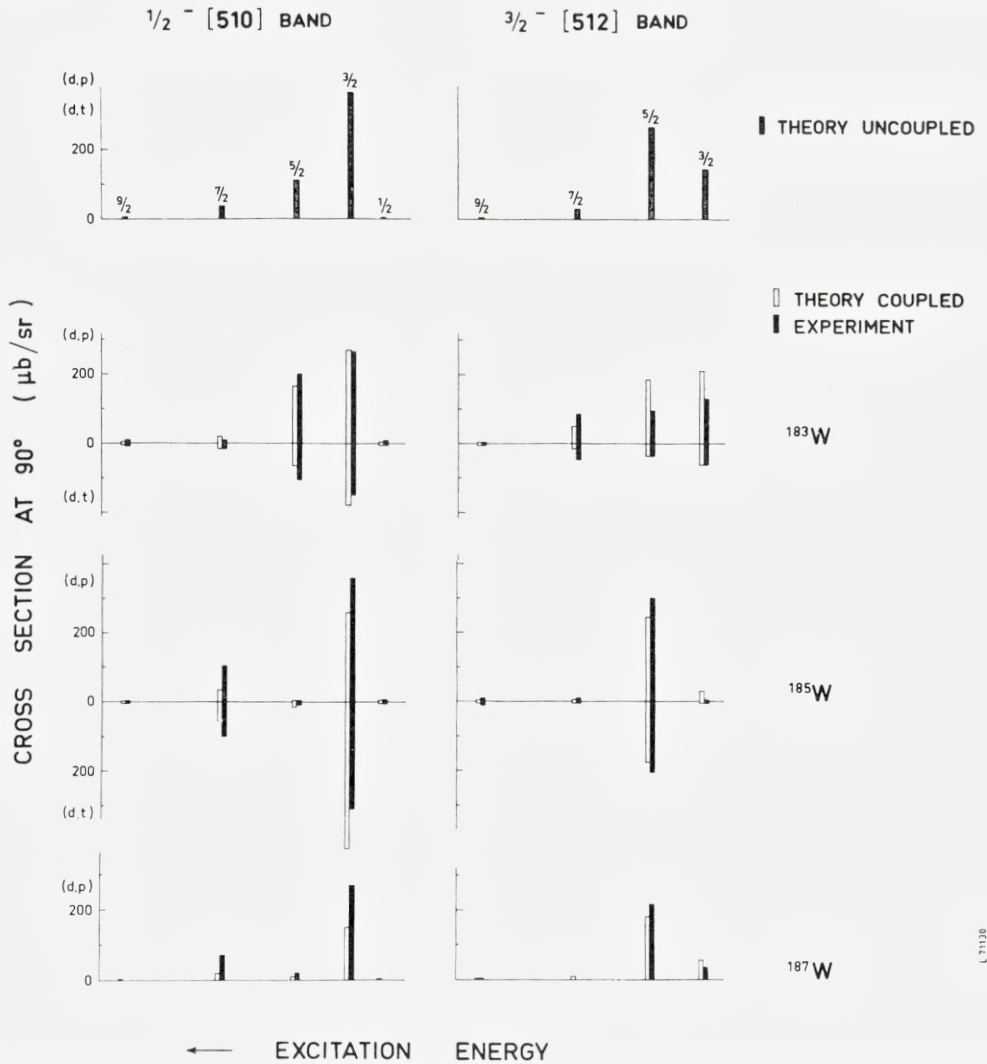 1/2 - [510] BAND
3/2 - [512] BAND
(d,p)
(d,t)
200
0
9/2
7/2
5/2
3/2
1/2
9/2
7/2
5/2
3/2
THEORY UNCOUPLED
THEORY COUPLED
EXPERIMENT
CROSS SECTION AT 90° (μb/sr)
(d,p)
200
0
(d,t)
183W
(d,p)
200
0
200
(d,t)
185W
(d,p)
200
0
187W
L 71130
← EXCITATION ENERGY